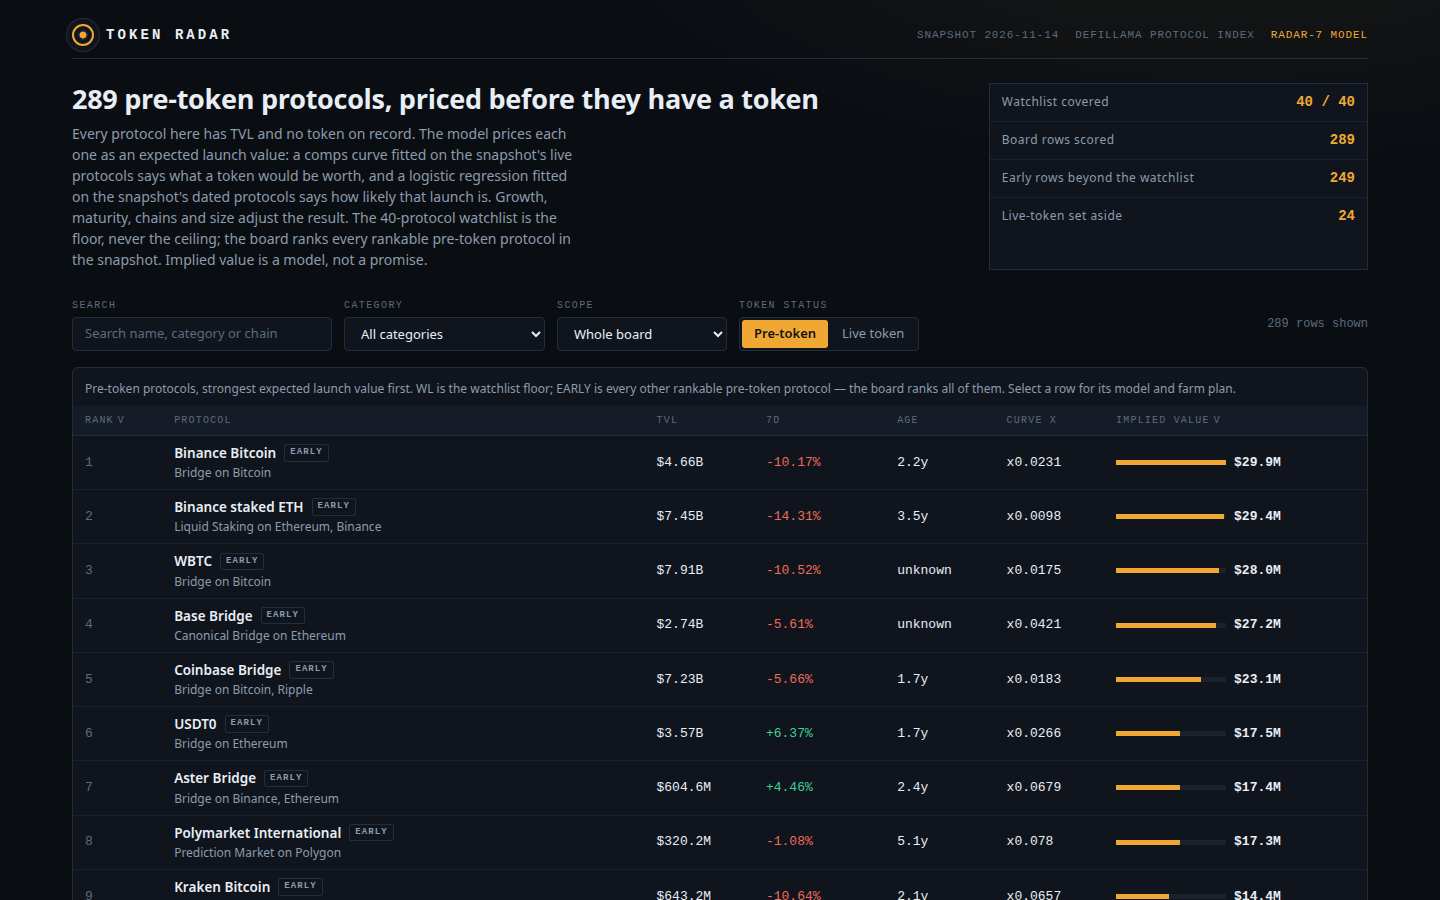 TOKEN RADAR
SNAPSHOT 2026-11-14 DEFILLAMA PROTOCOL INDEX RADAR-7 MODEL
289 pre-token protocols, priced before they have a token
Every protocol here has TVL and no token on record. The model prices each
one as an expected launch value: a comps curve fitted on the snapshot's live
protocols says what a token would be worth, and a logistic regression fitted
on the snapshot's dated protocols says how likely that launch is. Growth,
maturity, chains and size adjust the result. The 40-protocol watchlist is the
floor, never the ceiling; the board ranks every rankable pre-token protocol in
the snapshot. Implied value is a model, not a promise.
Watchlist covered 40 / 40
Board rows scored 289
Early rows beyond the watchlist 249
Live-token set aside 24
SEARCH CATEGORY SCOPE TOKEN STATUS
Search name, category or chain All categories Whole board Pre-token Live token
289 rows shown
Pre-token protocols, strongest expected launch value first. WL is the watchlist floor; EARLY is every other rankable pre-token protocol — the board ranks all of them. Select a row for its model and farm plan.
RANK V PROTOCOL TVL 7D AGE CURVE X IMPLIED VALUE V
1 Binance Bitcoin EARLY $4.66B -10.17% 2.2y x0.0231 $29.9M
Bridge on Bitcoin
2 Binance staked ETH EARLY $7.45B -14.31% 3.5y x0.0098 $29.4M
Liquid Staking on Ethereum, Binance
3 WBTC EARLY $7.91B -10.52% unknown x0.0175 $28.0M
Bridge on Bitcoin
4 Base Bridge EARLY $2.74B -5.61% unknown x0.0421 $27.2M
Canonical Bridge on Ethereum
5 Coinbase Bridge EARLY $7.23B -5.66% 1.7y x0.0183 $23.1M
Bridge on Bitcoin, Ripple
6 USDT0 EARLY $3.57B +6.37% 1.7y x0.0266 $17.5M
Bridge on Ethereum
7 Aster Bridge EARLY $604.6M +4.46% 2.4y x0.0679 $17.4M
Bridge on Binance, Ethereum
8 Polymarket International EARLY $320.2M -1.08% 5.1y x0.078 $17.3M
Prediction Market on Polygon
9 Kraken Bitcoin EARLY $643.2M -10.64% 2.1y x0.0657 $14.4M